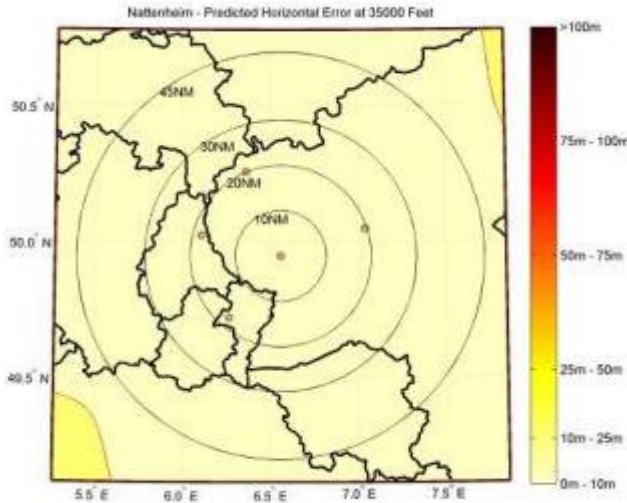 Nattenheim - Predicted Horizontal Error at 35000 Feet
>100m
50.5° N
45NM
75m - 100m
30NM
20NM
10NM
50.0° N
50m - 75m
49.5° N
25m - 50m
10m - 25m
0m - 10m
5.5° E
6.0° E
6.5° E
7.0° E
7.5° E